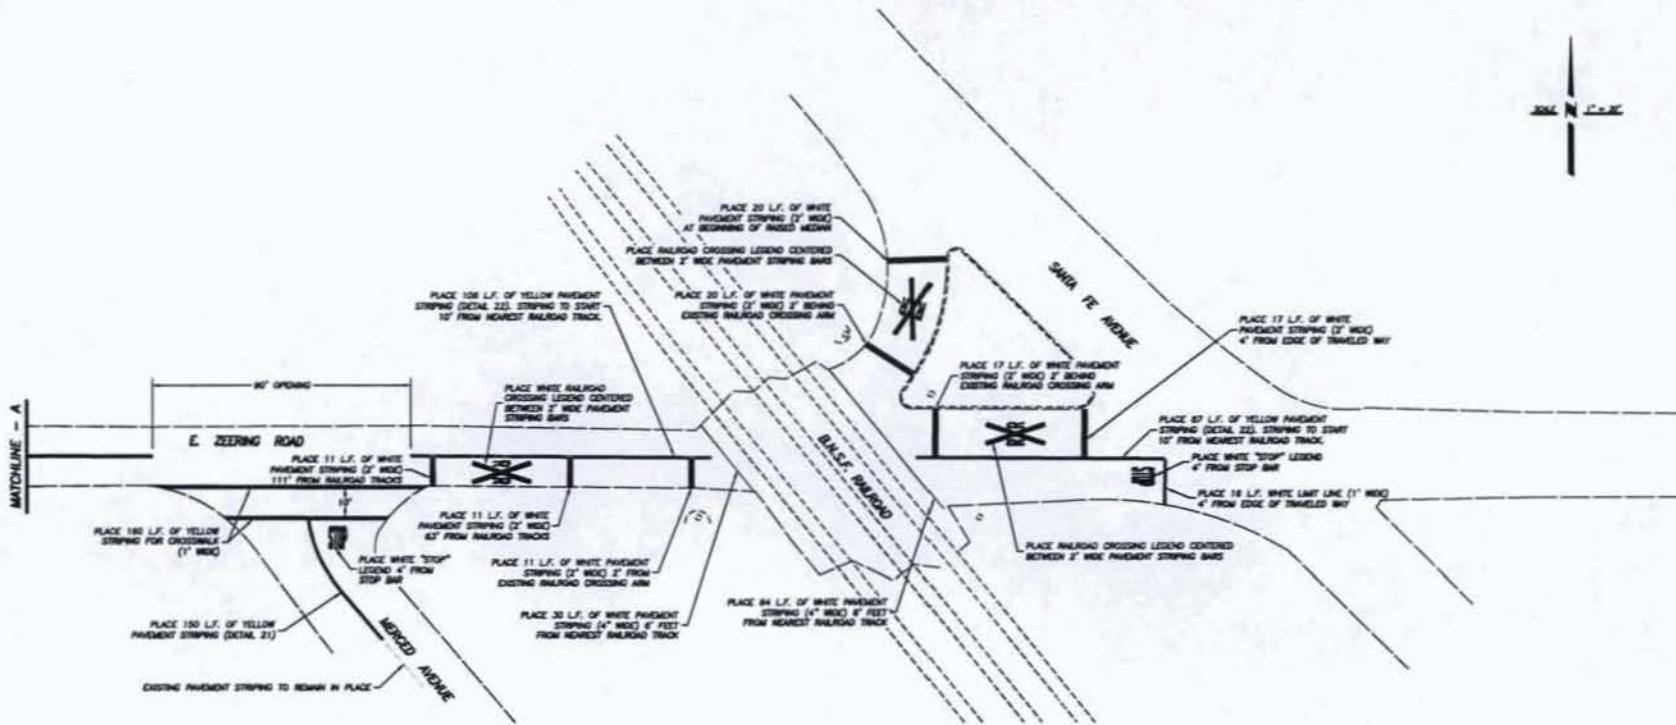 SCALE N 1" = 20'
PLACE 20 L.F. OF WHITE
PAVEMENT STRIPING (2' WIDE)
AT BEGINNING OF RAISED MEDIAN
PLACE RAILROAD CROSSING LEGEND CENTERED
BETWEEN 2' WIDE PAVEMENT STRIPING BARS
SANTA FE AVENUE
PLACE 20 L.F. OF WHITE PAVEMENT
STRIPING (2' WIDE) 2' BEHIND
EXISTING RAILROAD CROSSING ARM
PLACE 17 L.F. OF WHITE
PAVEMENT STRIPING (2' WIDE)
4' FROM EDGE OF TRAVELED WAY
PLACE 17 L.F. OF WHITE PAVEMENT
STRIPING (2' WIDE) 2' BEHIND
EXISTING RAILROAD CROSSING ARM
PLACE 87 L.F. OF YELLOW PAVEMENT
STRIPING (DETAIL 22). STRIPING TO START
10' FROM NEAREST RAILROAD TRACK.
PLACE WHITE "STOP" LEGEND
4' FROM STOP BAR
STOP
PLACE 18 L.F. WHITE LIMIT LINE (1' WIDE)
4' FROM EDGE OF TRAVELED WAY
RXR
PLACE RAILROAD CROSSING LEGEND CENTERED
BETWEEN 2' WIDE PAVEMENT STRIPING BARS
B.N.S.F. RAILROAD
PLACE 84 L.F. OF WHITE PAVEMENT
STRIPING (4" WIDE) 6' FEET
FROM NEAREST RAILROAD TRACK
PLACE 108 L.F. OF YELLOW PAVEMENT
STRIPING (DETAIL 22). STRIPING TO START
10' FROM NEAREST RAILROAD TRACK.
PLACE WHITE RAILROAD
CROSSING LEGEND CENTERED
BETWEEN 2' WIDE PAVEMENT
STRIPING BARS
90' OPENING
MATCHLINE - A
E. ZEERING ROAD
PLACE 11 L.F. OF WHITE
PAVEMENT STRIPING (2' WIDE)
111' FROM RAILROAD TRACKS
10'
PLACE 11 L.F. OF WHITE
PAVEMENT STRIPING (2' WIDE)
63' FROM RAILROAD TRACKS
PLACE 11 L.F. OF WHITE PAVEMENT
STRIPING (2' WIDE) 2' FROM
EXISTING RAILROAD CROSSING ARM
PLACE 30 L.F. OF WHITE PAVEMENT
STRIPING (4" WIDE) 6' FEET
FROM NEAREST RAILROAD TRACK
PLACE 160 L.F. OF YELLOW
STRIPING FOR CROSSWALK
(1' WIDE)
STOP
PLACE WHITE "STOP"
LEGEND 4' FROM
STOP BAR
PLACE 150 L.F. OF YELLOW
PAVEMENT STRIPING (DETAIL 21)
MERCED AVENUE
EXISTING PAVEMENT STRIPING TO REMAIN IN PLACE